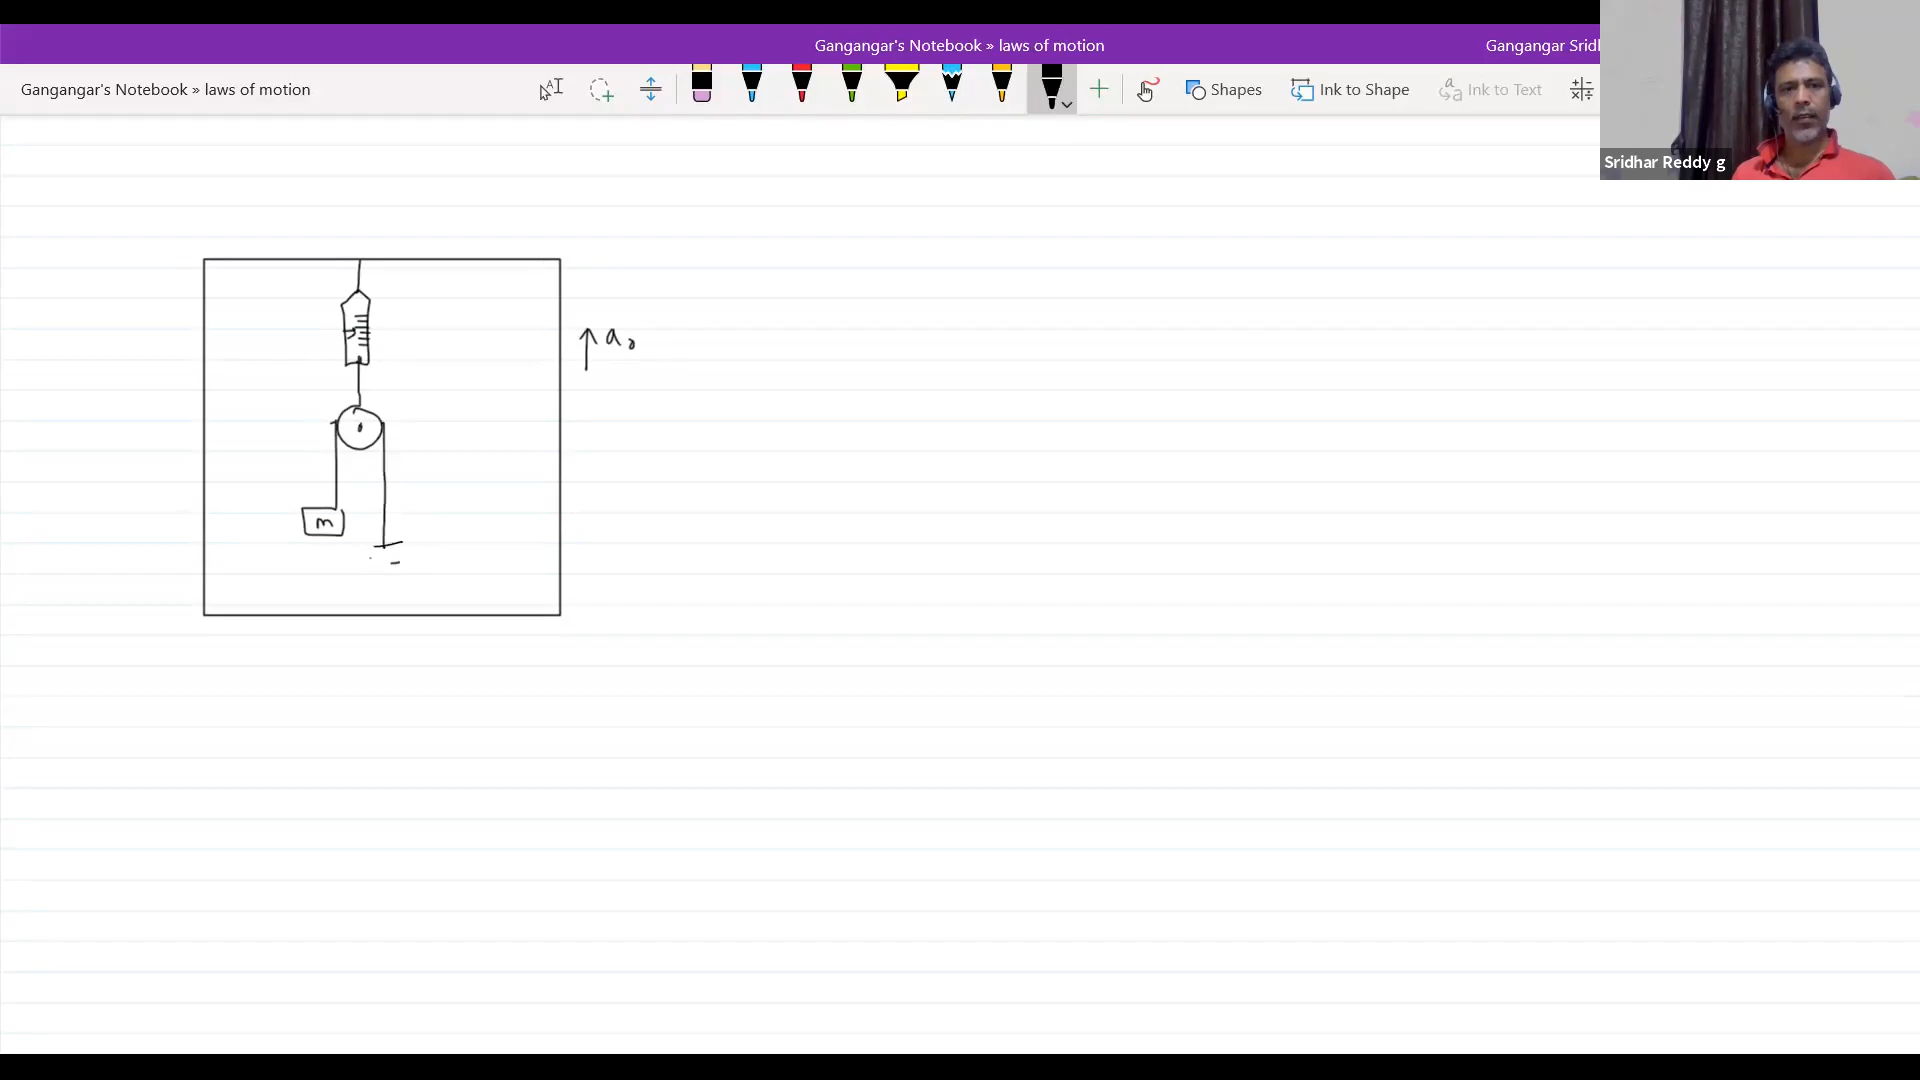 Gangangar's Notebook » laws of motion
Gangangar Sridl
Gangangar's Notebook » laws of motion
Shapes
Ink to Shape
Ink to Text
Sridhar Reddy g
a₀
m